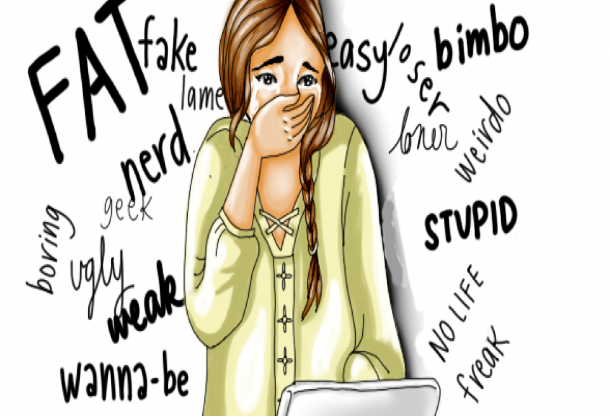 FAT
fake
lame
nerd
geek
boring
ugly
weak
wanna-be
easy
loser
bimbo
loner
weirdo
STUPID
NO LIFE
freak